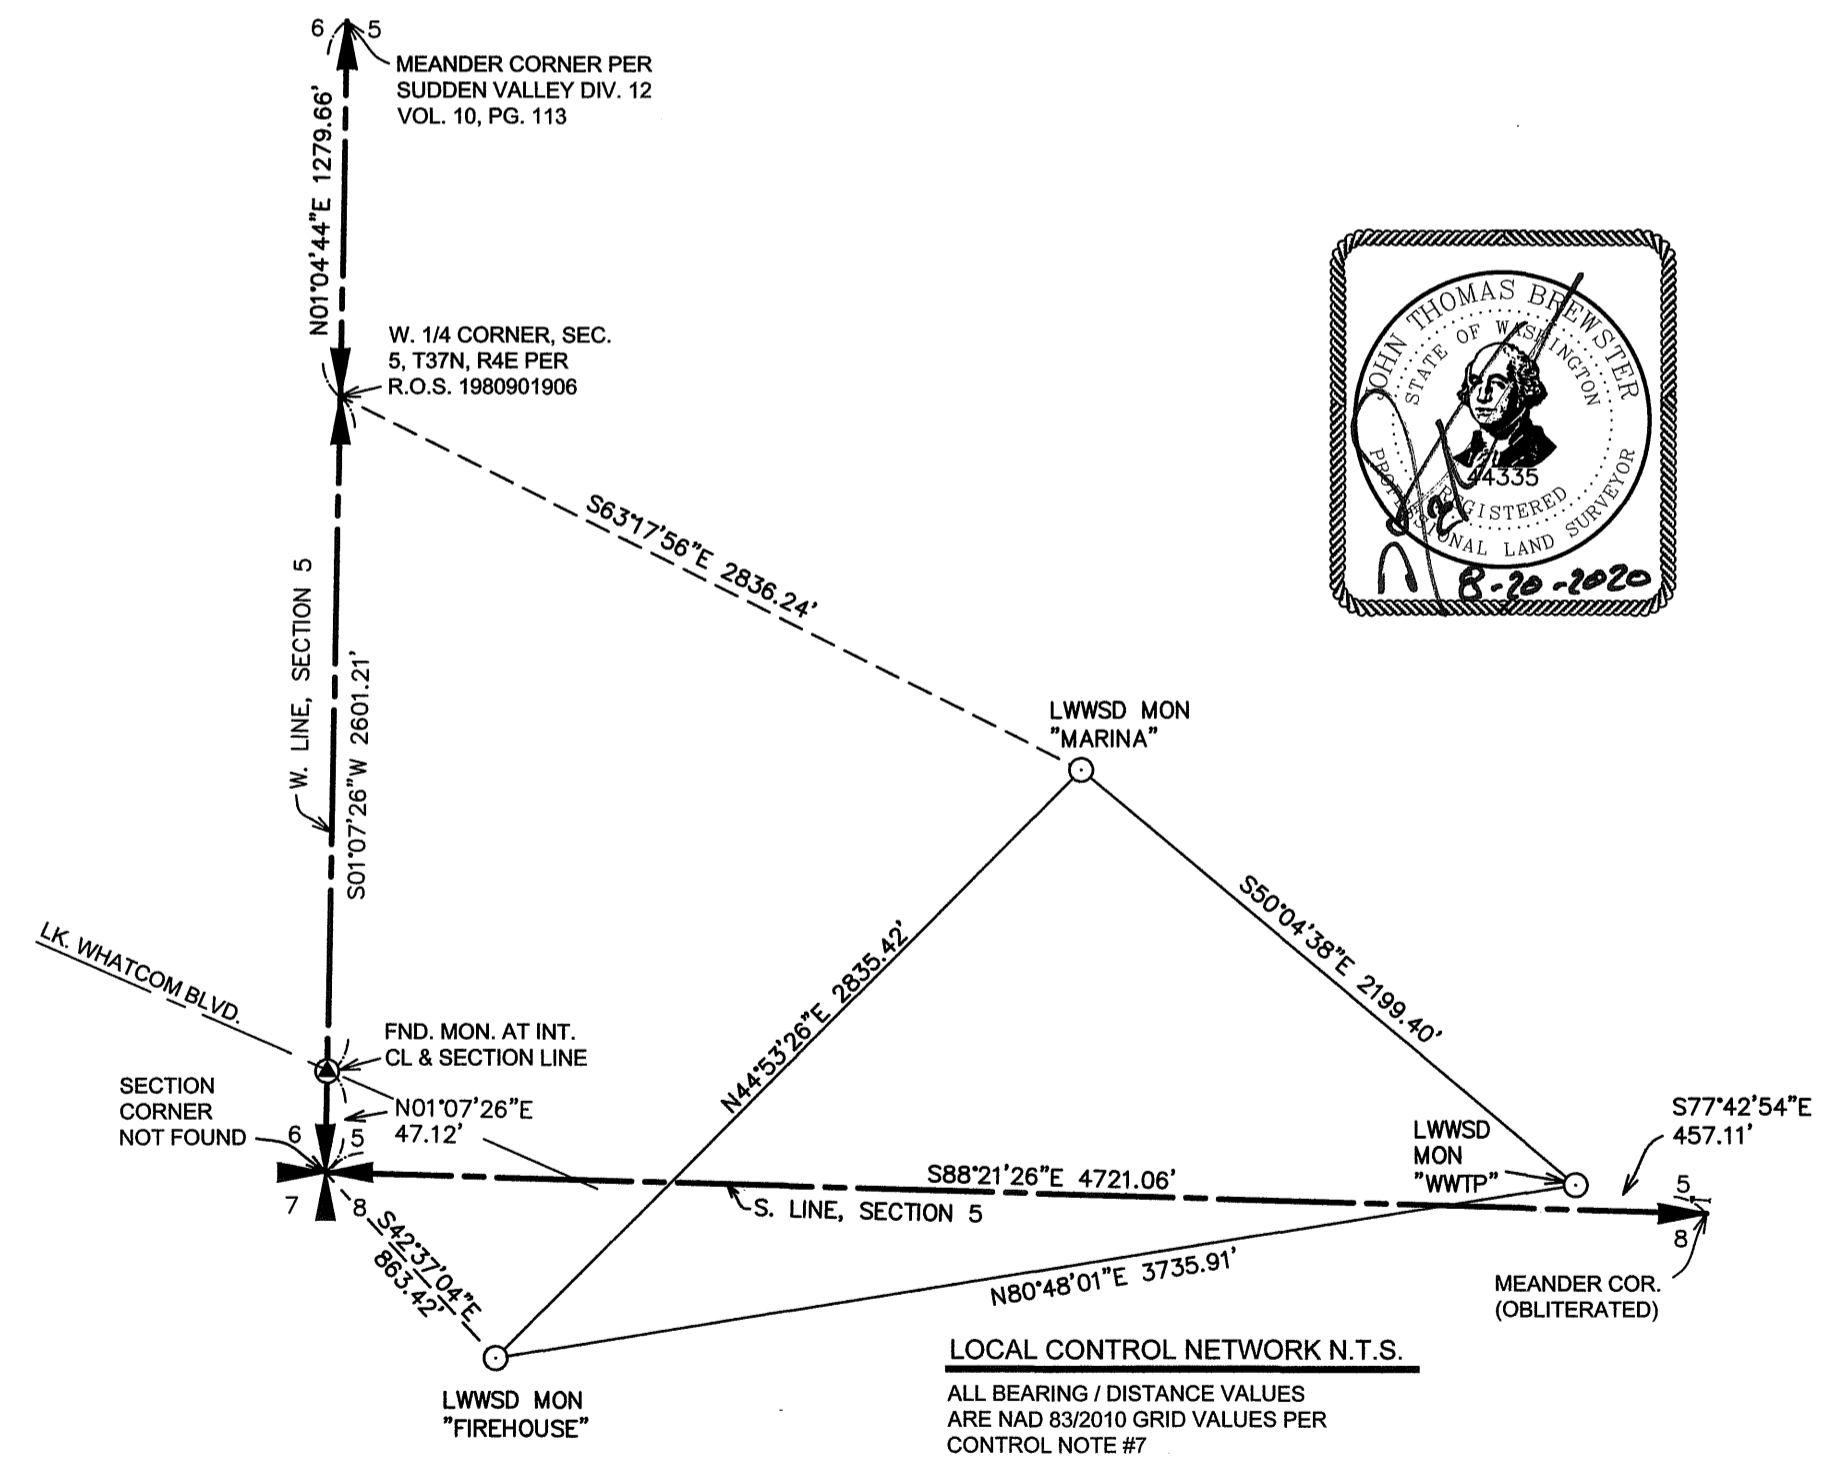 6 5
MEANDER CORNER PER
SUDDEN VALLEY DIV. 12
VOL. 10, PG. 113
N01°04'44"E 1279.66'
W. 1/4 CORNER, SEC.
5, T37N, R4E PER
R.O.S. 1980901906
JOHN THOMAS BREWSTER
STATE OF WASHINGTON
44335
REGISTERED
PROFESSIONAL LAND SURVEYOR
8-20-2020
S63°17'56"E 2836.24'
W. LINE, SECTION 5
S01°07'26"W 2601.21'
LWWSD MON
"MARINA"
S50°04'38"E 2199.40'
N44°53'26"E 2835.42'
LK. WHATCOM BLVD.
FND. MON. AT INT.
CL & SECTION LINE
SECTION
CORNER
NOT FOUND
N01°07'26"E
47.12'
6 5
7 8
S88°21'26"E 4721.06'
S. LINE, SECTION 5
LWWSD
MON
"WWTP"
S77°42'54"E
457.11'
5
8
S42°37'04"E
863.42'
N80°48'01"E 3735.91'
MEANDER COR.
(OBLITERATED)
LWWSD MON
"FIREHOUSE"
LOCAL CONTROL NETWORK N.T.S.
ALL BEARING / DISTANCE VALUES
ARE NAD 83/2010 GRID VALUES PER
CONTROL NOTE #7